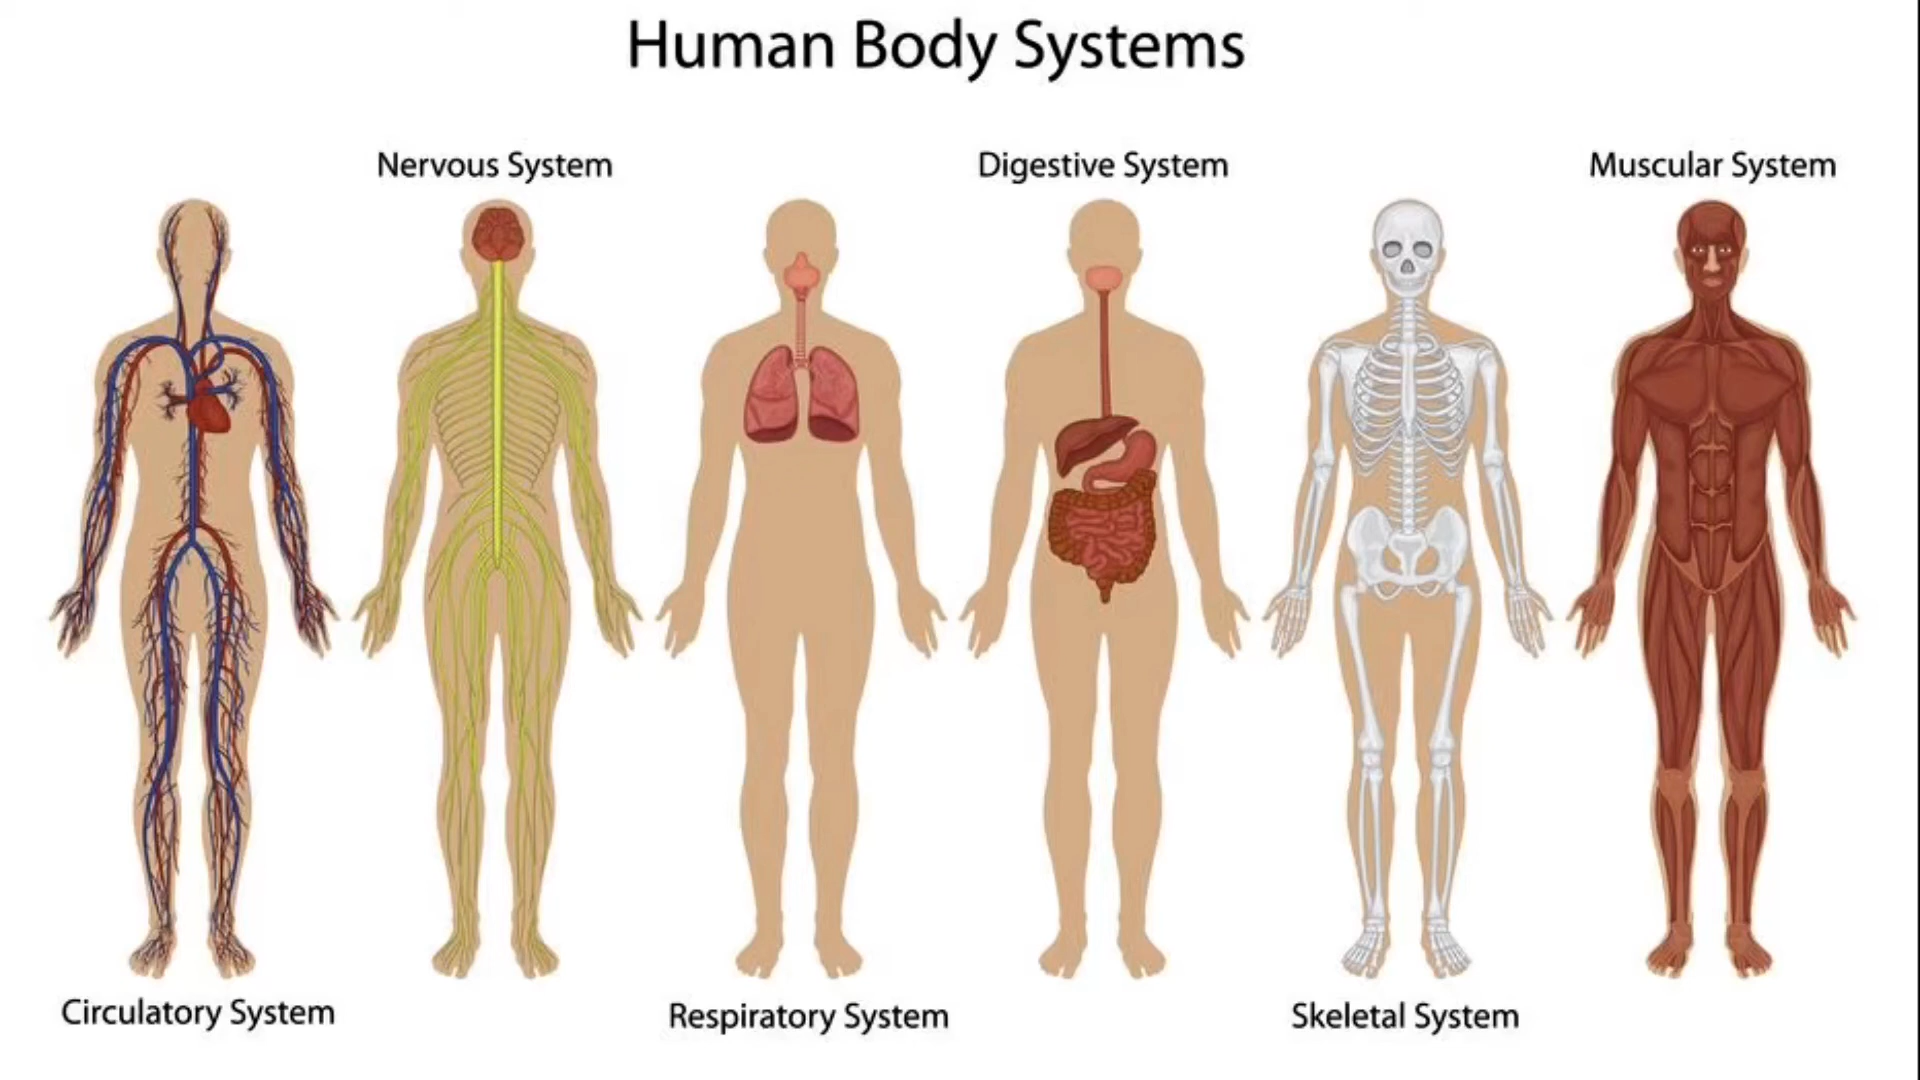 Human Body Systems
Nervous System
Digestive System
Muscular System
Circulatory System
Respiratory System
Skeletal System